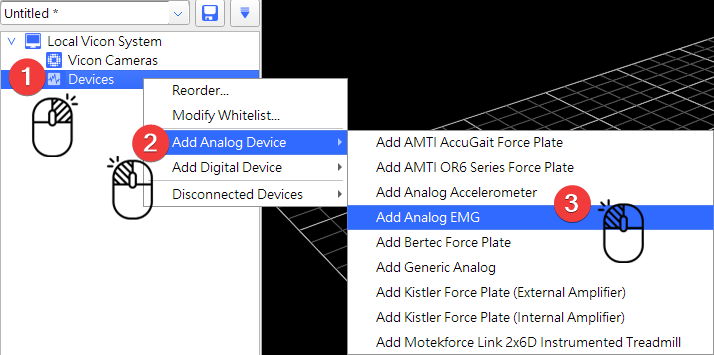 Untitled *
Local Vicon System
Vicon Cameras
1
Devices
Reorder...
Modify Whitelist...
2
Add Analog Device
Add Digital Device
Disconnected Devices
Add AMTI AccuGait Force Plate
Add AMTI OR6 Series Force Plate
Add Analog Accelerometer
3
Add Analog EMG
Add Bertec Force Plate
Add Generic Analog
Add Kistler Force Plate (External Amplifier)
Add Kistler Force Plate (Internal Amplifier)
Add Motekforce Link 2x6D Instrumented Treadmill